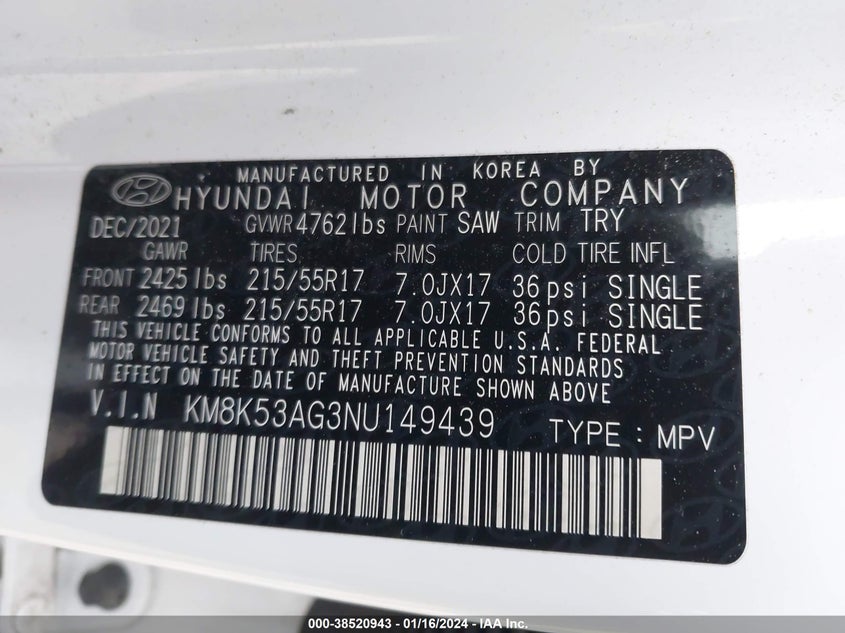 MANUFACTURED IN KOREA BY
HYUNDAI MOTOR COMPANY
DEC/2021 GVWR 4762lbs PAINT SAW TRIM TRY
GAWR TIRES RIMS COLD TIRE INFL
FRONT 2425lbs 215/55R17 7.0JX17 36psi SINGLE
REAR 2469lbs 215/55R17 7.0JX17 36psi SINGLE
THIS VEHICLE CONFORMS TO ALL APPLICABLE U.S.A. FEDERAL
MOTOR VEHICLE SAFETY AND THEFT PREVENTION STANDARDS
IN EFFECT ON THE DATE OF MANUFACTURE SHOWN ABOVE
V.I.N KM8K53AG3NU149439 TYPE : MPV
000-38520943 - 01/16/2024 - IAA Inc.